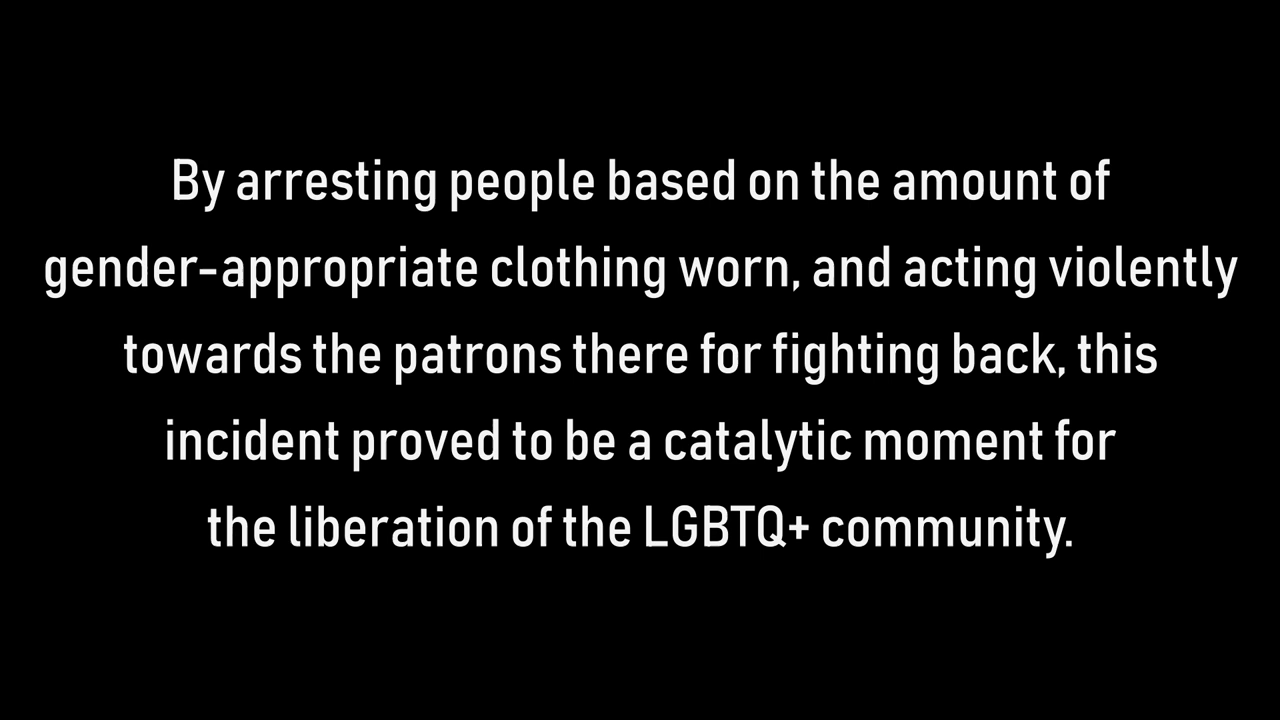 By arresting people based on the amount of
gender-appropriate clothing worn, and acting violently
towards the patrons there for fighting back, this
incident proved to be a catalytic moment for
the liberation of the LGBTQ+ community.